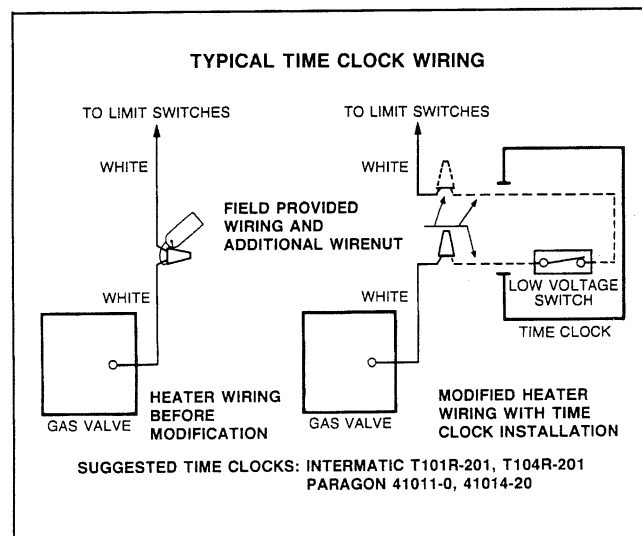 TYPICAL TIME CLOCK WIRING
TO LIMIT SWITCHES
WHITE
WHITE
GAS VALVE
HEATER WIRING
BEFORE
MODIFICATION
FIELD PROVIDED
WIRING AND
ADDITIONAL WIRENUT
TO LIMIT SWITCHES
WHITE
WHITE
GAS VALVE
LOW VOLTAGE
SWITCH
TIME CLOCK
MODIFIED HEATER
WIRING WITH TIME
CLOCK INSTALLATION
SUGGESTED TIME CLOCKS: INTERMATIC T101R-201, T104R-201
PARAGON 41011-0, 41014-20